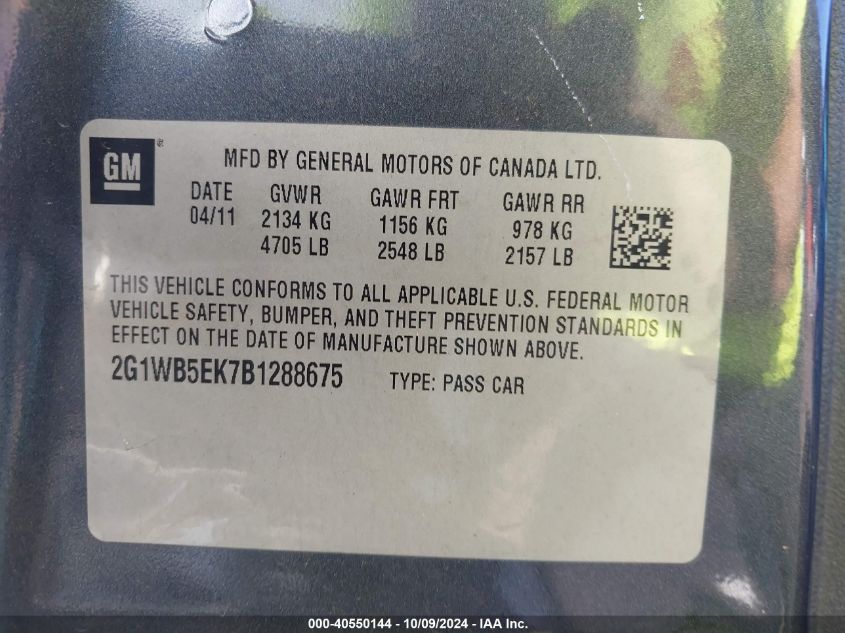 GM ®
MFD BY GENERAL MOTORS OF CANADA LTD.
DATE GVWR GAWR FRT GAWR RR
04/11 2134 KG 1156 KG 978 KG
4705 LB 2548 LB 2157 LB
THIS VEHICLE CONFORMS TO ALL APPLICABLE U.S. FEDERAL MOTOR
VEHICLE SAFETY, BUMPER, AND THEFT PREVENTION STANDARDS IN
EFFECT ON THE DATE OF MANUFACTURE SHOWN ABOVE.
2G1WB5EK7B1288675 TYPE: PASS CAR
000-40550144 - 10/09/2024 - IAA Inc.